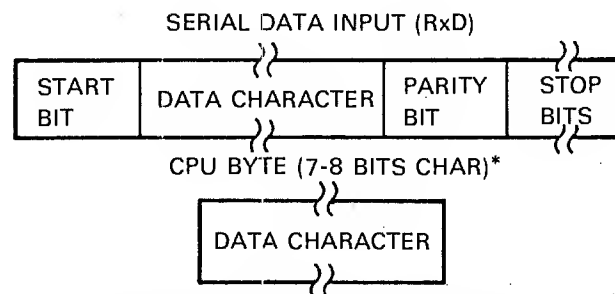 SERIAL DATA INPUT (RxD)
START BIT
DATA CHARACTER
PARITY BIT
STOP BITS
CPU BYTE (7-8 BITS CHAR)*
DATA CHARACTER